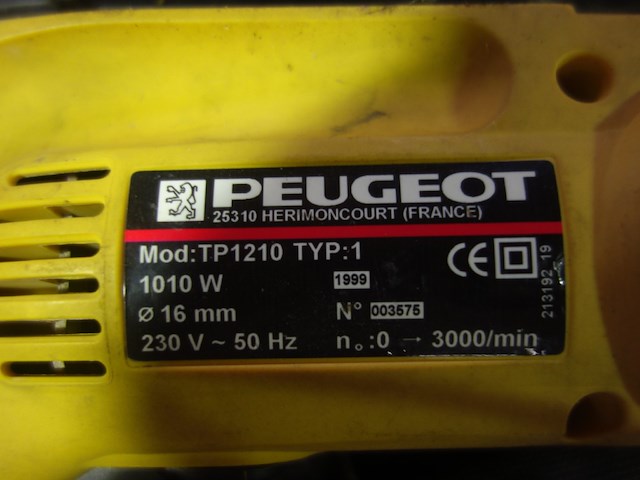 PEUGEOT
25310 HERIMONCOURT (FRANCE)
Mod:TP1210 TYP:1
1010 W 1999
ø 16 mm N° 003575
230 V ~ 50 Hz n₀.:0 → 3000/min
CE
213192 19